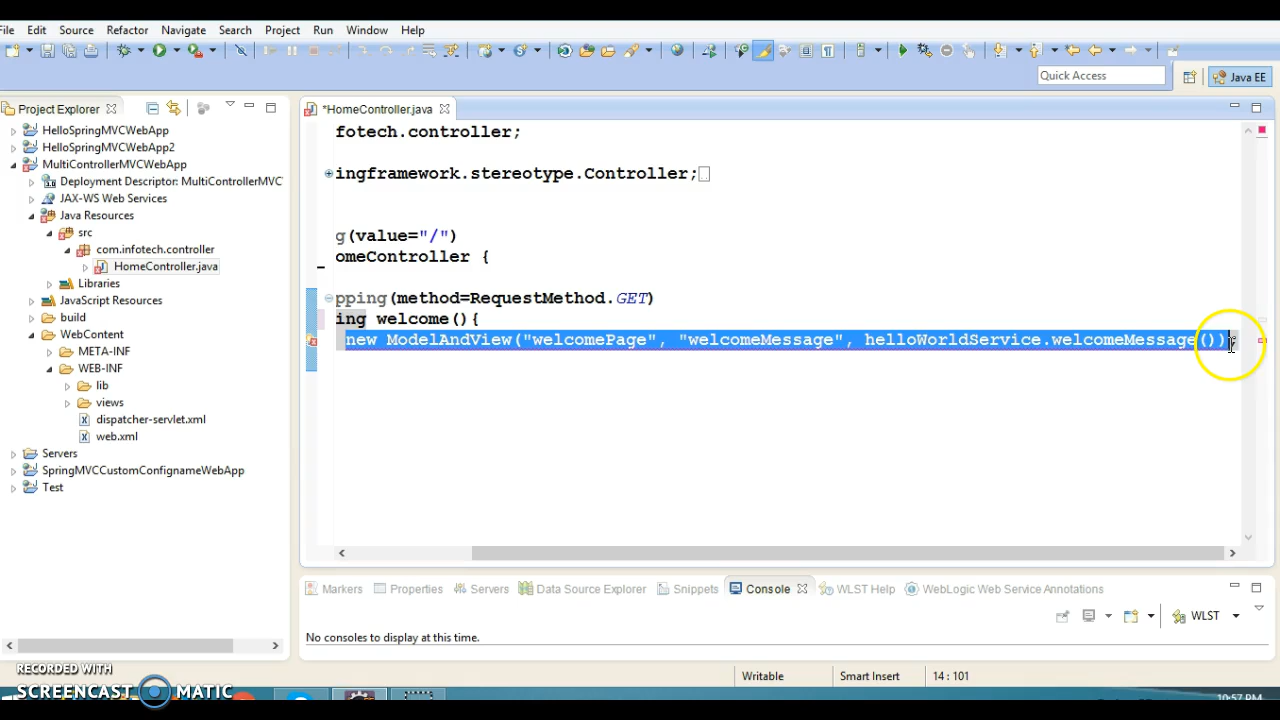 File Edit Source Refactor Navigate Search Project Run Window Help
Quick Access
Java EE
Project Explorer
*HomeController.java
HelloSpringMVCWebApp
HelloSpringMVCWebApp2
MultiControllerMVCWebApp
Deployment Descriptor: MultiControllerMVC
JAX-WS Web Services
Java Resources
src
com.infotech.controller
HomeController.java
Libraries
JavaScript Resources
build
WebContent
META-INF
WEB-INF
lib
views
dispatcher-servlet.xml
web.xml
Servers
SpringMVCCustomConfignameWebApp
Test
fotech.controller;
ingframework.stereotype.Controller;
g(value="/")
omeController {
pping(method=RequestMethod.GET)
ing welcome(){
new ModelAndView("welcomePage", "welcomeMessage", helloWorldService.welcomeMessage());
Markers Properties Servers Data Source Explorer Snippets Console WLST Help WebLogic Web Service Annotations
WLST
No consoles to display at this time.
Writable Smart Insert 14 : 101
RECORDED WITH
SCREENCAST MATIC
10:57 PM